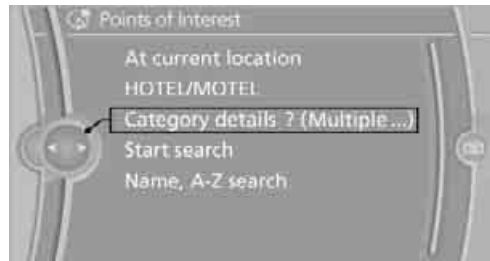 Points of Interest
At current location
HOTEL/MOTEL
Category details ? (Multiple ...)
Start search
Name, A-Z search